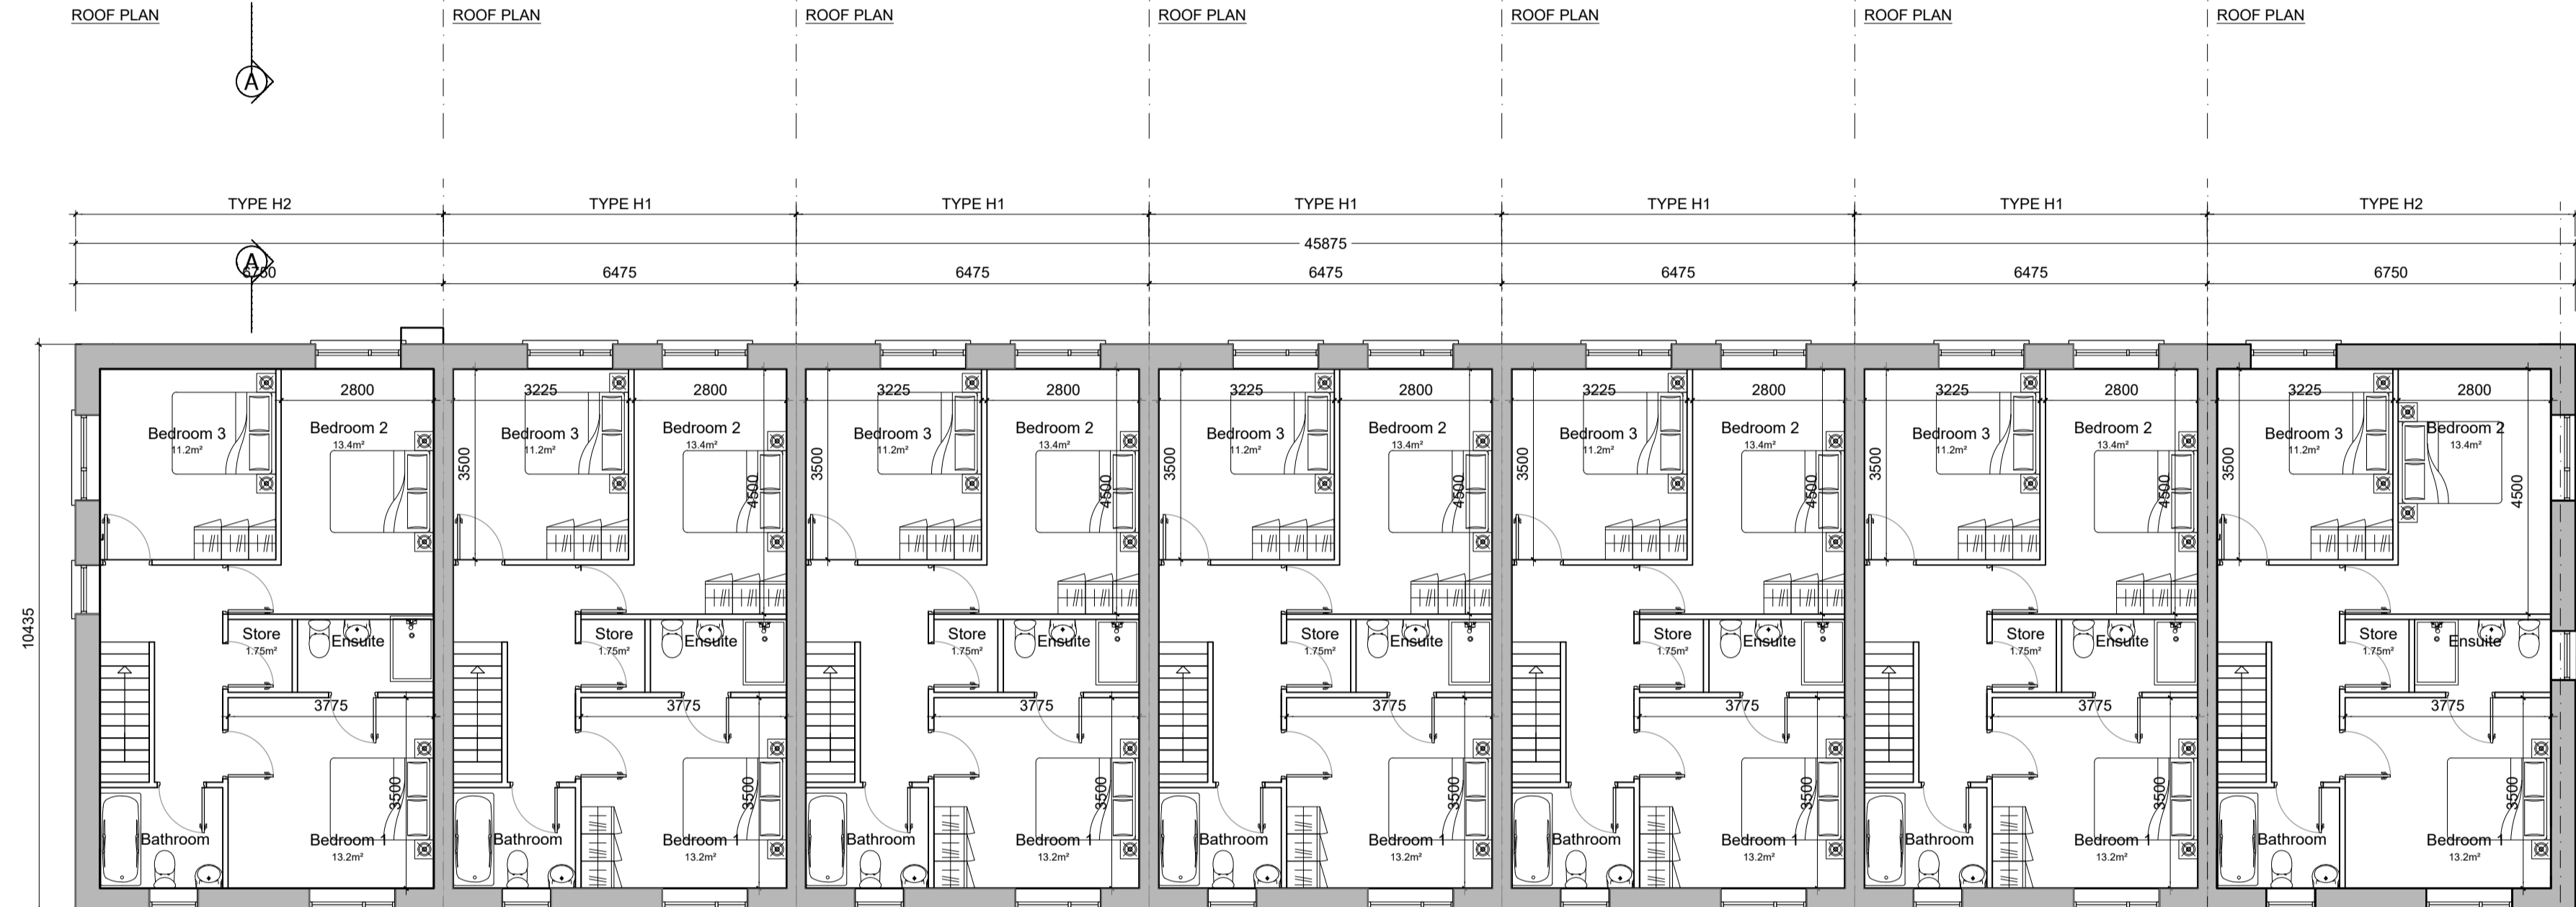 ROOF PLAN ROOF PLAN ROOF PLAN ROOF PLAN ROOF PLAN ROOF PLAN ROOF PLAN
A
TYPE H2 TYPE H1 TYPE H1 TYPE H1 TYPE H1 TYPE H1 TYPE H2
45875
A
6750 6475 6475 6475 6475 6475 6750
2800 3225 2800 3225 2800 3225 2800 3225 2800 3225 2800 3225 2800
Bedroom 3 Bedroom 2 Bedroom 3 Bedroom 2 Bedroom 3 Bedroom 2 Bedroom 3 Bedroom 2 Bedroom 3 Bedroom 2 Bedroom 3 Bedroom 2 Bedroom 3 Bedroom 2
11.2m² 13.4m² 11.2m² 13.4m² 11.2m² 13.4m² 11.2m² 13.4m² 11.2m² 13.4m² 11.2m² 13.4m² 11.2m² 13.4m²
3500 4500 3500 4500 3500 4500 3500 4500 3500 4500 3500 4500
10435
Store Ensuite Store Ensuite Store Ensuite Store Ensuite Store Ensuite Store Ensuite Store Ensuite
1.75m² 1.75m² 1.75m² 1.75m² 1.75m² 1.75m² 1.75m²
3775 3775 3775 3775 3775 3775 3775
3500 3500 3500 3500 3500 3500 3500
Bathroom Bedroom 1 Bathroom Bedroom 1 Bathroom Bedroom 1 Bathroom Bedroom 1 Bathroom Bedroom 1 Bathroom Bedroom 1 Bathroom Bedroom 1
13.2m² 13.2m² 13.2m² 13.2m² 13.2m² 13.2m² 13.2m²